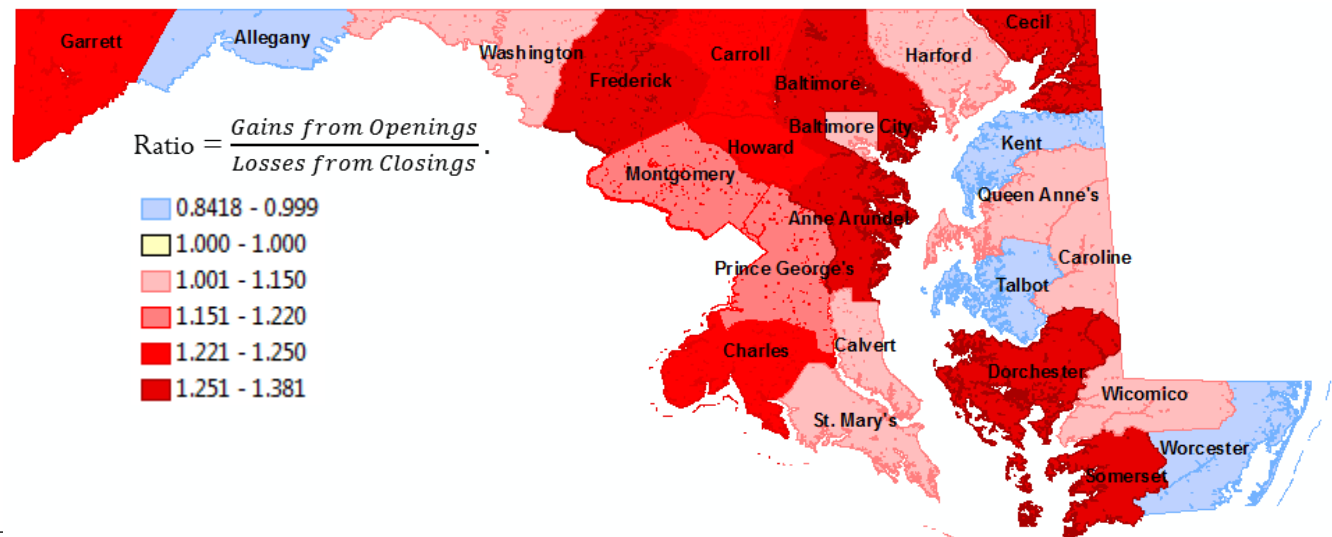 Garrett
Allegany
Washington
Frederick
Carroll
Baltimore
Harford
Cecil
Baltimore City
Howard
Montgomery
Anne Arundel
Prince George's
Kent
Queen Anne's
Caroline
Talbot
Charles
Calvert
St. Mary's
Dorchester
Wicomico
Worcester
Somerset
Ratio = Gains from Openings / Losses from Closings .
0.8418 - 0.999
1.000 - 1.000
1.001 - 1.150
1.151 - 1.220
1.221 - 1.250
1.251 - 1.381